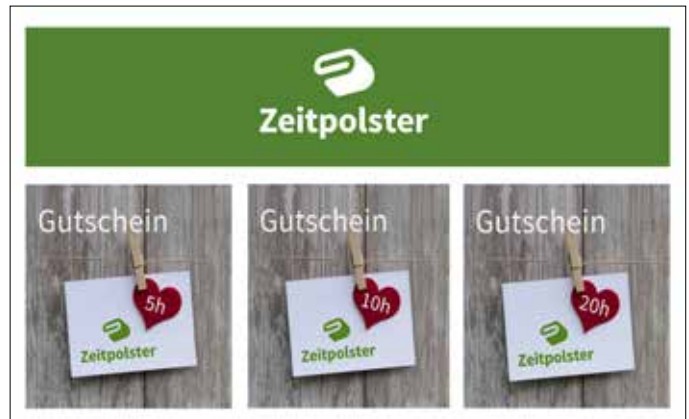 Zeitpolster
Gutschein
5h
Zeitpolster
Gutschein
10h
Zeitpolster
Gutschein
20h
Zeitpolster